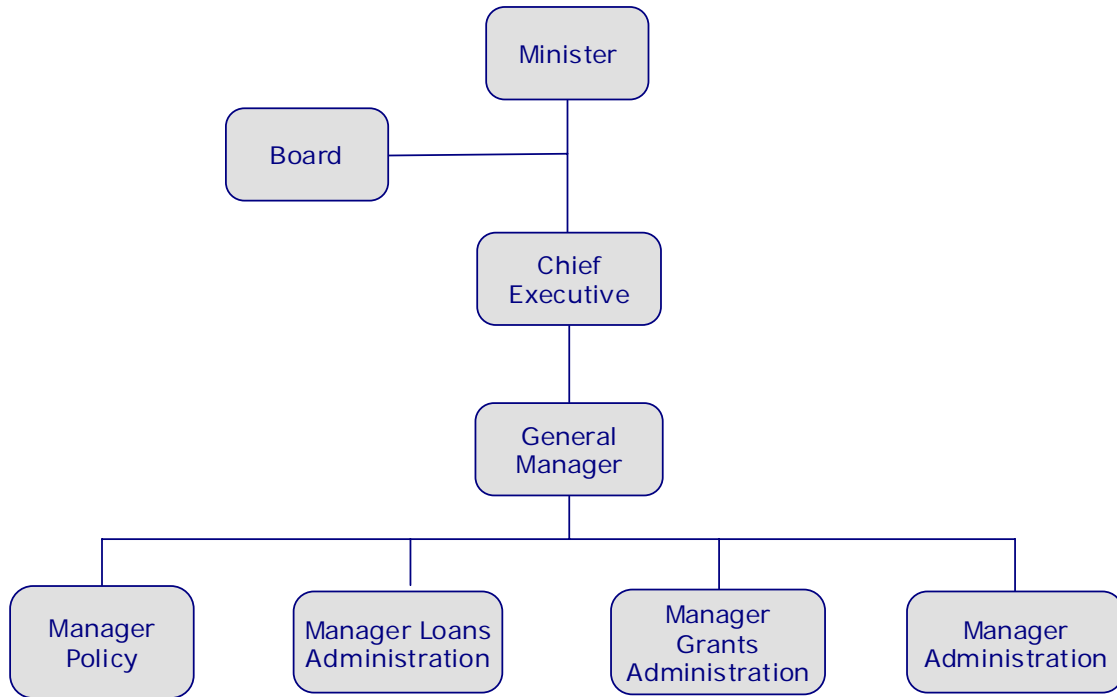 Minister
Board
Chief
Executive
General
Manager
Manager
Policy
Manager Loans
Administration
Manager
Grants
Administration
Manager
Administration